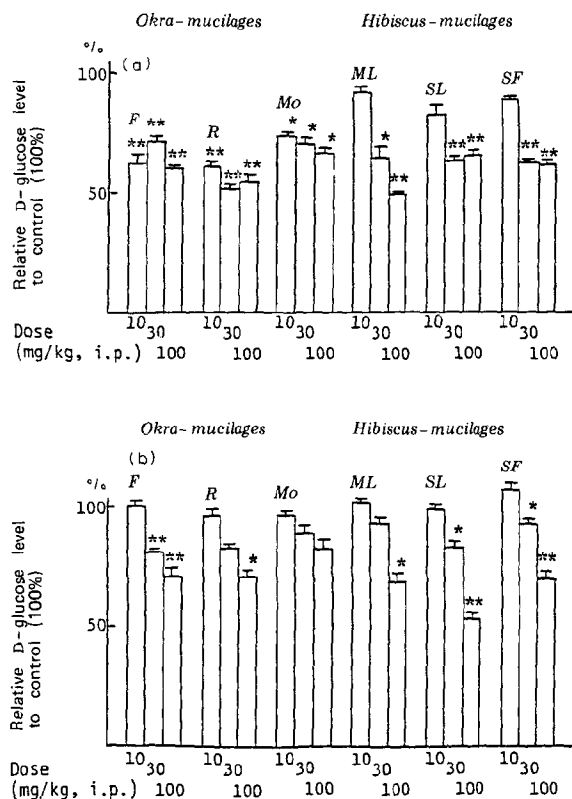 Okra-mucilages Hibiscus-mucilages
%
(a)
100
50
Relative D-glucose level
to control (100%)
F R Mo ML SL SF
** ** ** ** ** ** * * * * ** ** ** ** **
10 30 10 30 10 30 10 30 10 30 10 30
Dose
(mg/kg, i.p.) 100 100 100 100 100 100
Okra-mucilages Hibiscus-mucilages
(b)
%
100
50
Relative D-glucose level
to control (100%)
F R Mo ML SL SF
** ** * * * ** * **
10 30 10 30 10 30 10 30 10 30 10 30
Dose
(mg/kg, i.p.) 100 100 100 100 100 100